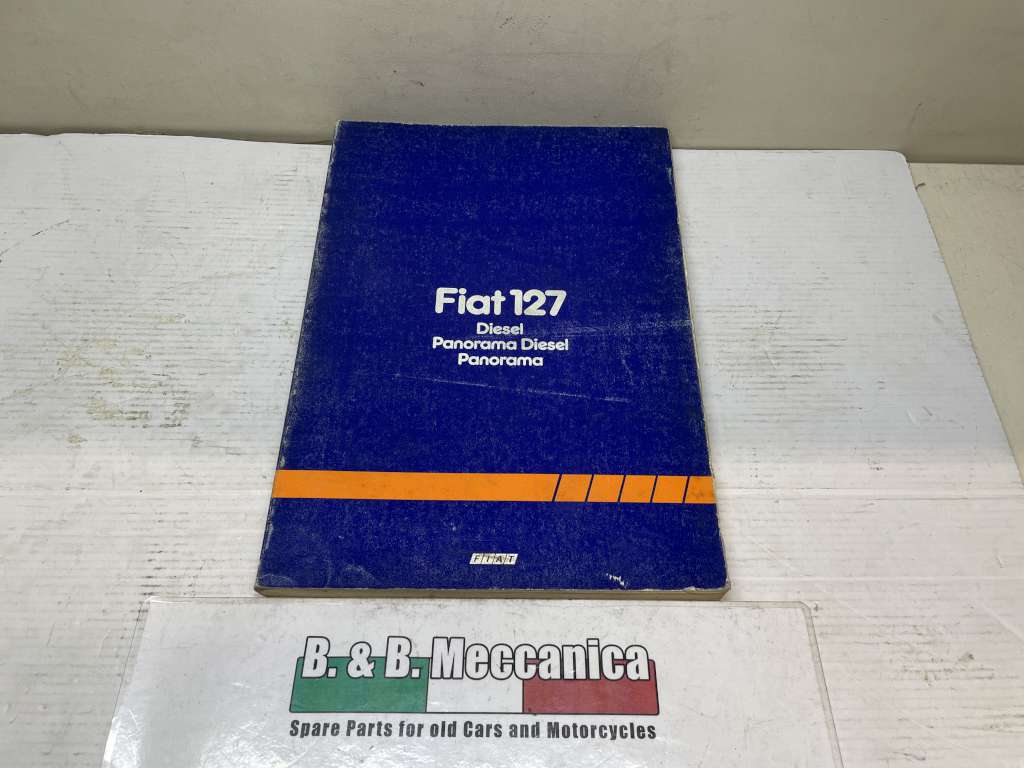 Fiat 127
Diesel
Panorama Diesel
Panorama
FIAT
B. & B. Meccanica
Spare Parts for old Cars and Motorcycles